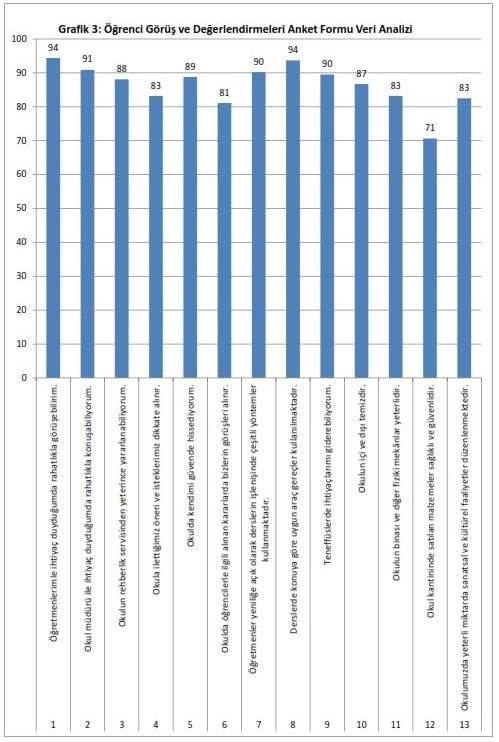 Grafik 3: Öğrenci Görüş ve Değerlendirmeleri Anket Formu Veri Analizi
100
90
80
70
60
50
40
30
20
10
0
94
91
88
83
89
81
90
94
90
87
83
71
83
Öğretmenlerimle ihtiyaç duyduğumda rahatlıkla görüşebilirim.
Okul müdürü ile ihtiyaç duyduğumda rahatlıkla konuşabiliyorum.
Okulun rehberlik servisinden yeterince yararlanabiliyorum.
Okula ilettiğimiz öneri ve isteklerimiz dikkate alınır.
Okulda kendimi güvende hissediyorum.
Okulda öğrencilerle ilgili alınan kararlarda bizlerin görüşleri alınır.
Öğretmenler yeniliğe açık olarak derslerin işlenişinde çeşitli yöntemler
kullanmaktadır.
Derslerde konuya göre uygun araç gereçler kullanılmaktadır.
Teneffüslerde ihtiyaçlarımı giderebiliyorum.
Okulun içi ve dışı temizdir.
Okulun binası ve diğer fiziki mekânlar yeterlidir.
Okul kantininde satılan malzemeler sağlıklı ve güvenlidir.
Okulumuzda yeterli miktarda sanatsal ve kültürel faaliyetler düzenlenmektedir.
1
2
3
4
5
6
7
8
9
10
11
12
13